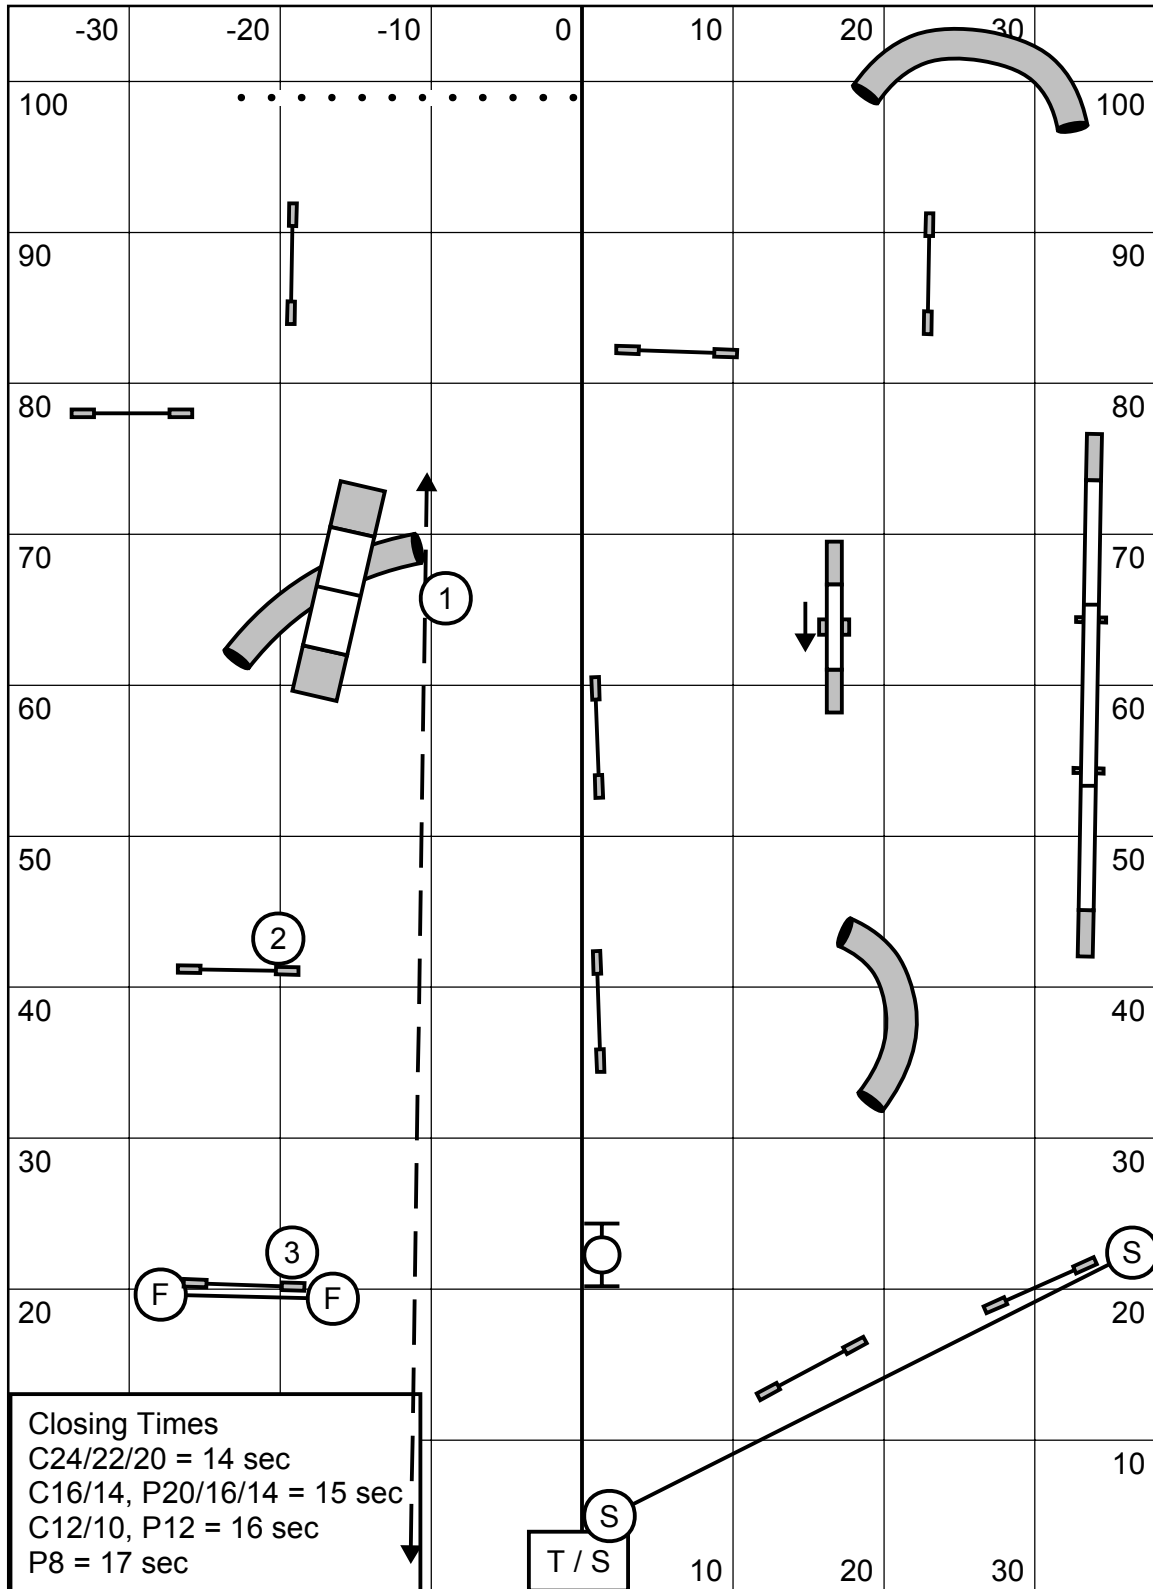 -30 -20 -10 0 10 20 30
100 100
90 90
80 80
70 70
1
60 60
50 50
2
40 40
30 30
3 S
F F
20 20
Closing Times
C24/22/20 = 14 sec
10
C16/14, P20/16/14 = 15 sec
S
C12/10, P12 = 16 sec
P8 = 17 sec
T / S 10 20 30